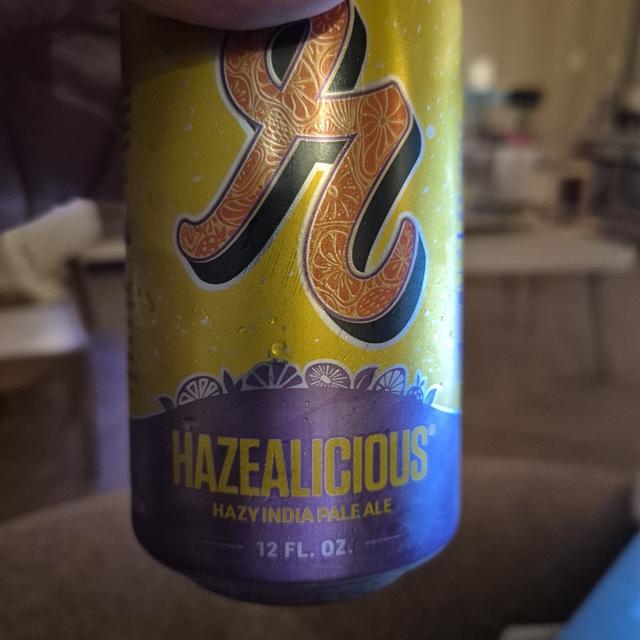 R
HAZEALICIOUS®
HAZY INDIA PALE ALE
12 FL. OZ.